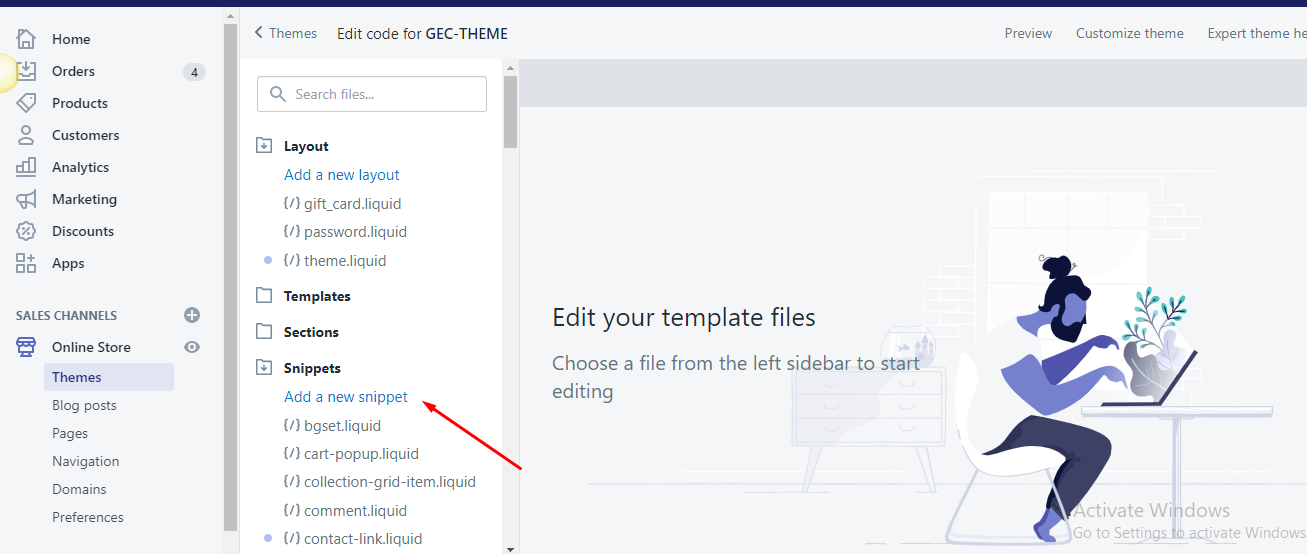 Home
Orders 4
Products
Customers
Analytics
Marketing
Discounts
Apps
SALES CHANNELS
Online Store
Themes
Blog posts
Pages
Navigation
Domains
Preferences
Themes Edit code for GEC-THEME
Preview Customize theme Expert theme he
Search files...
Layout
Add a new layout
{/} gift_card.liquid
{/} password.liquid
{/} theme.liquid
Templates
Sections
Snippets
Add a new snippet
{/} bgset.liquid
{/} cart-popup.liquid
{/} collection-grid-item.liquid
{/} comment.liquid
{/} contact-link.liquid
Edit your template files
Choose a file from the left sidebar to start
editing
Activate Windows
Go to Settings to activate Windows